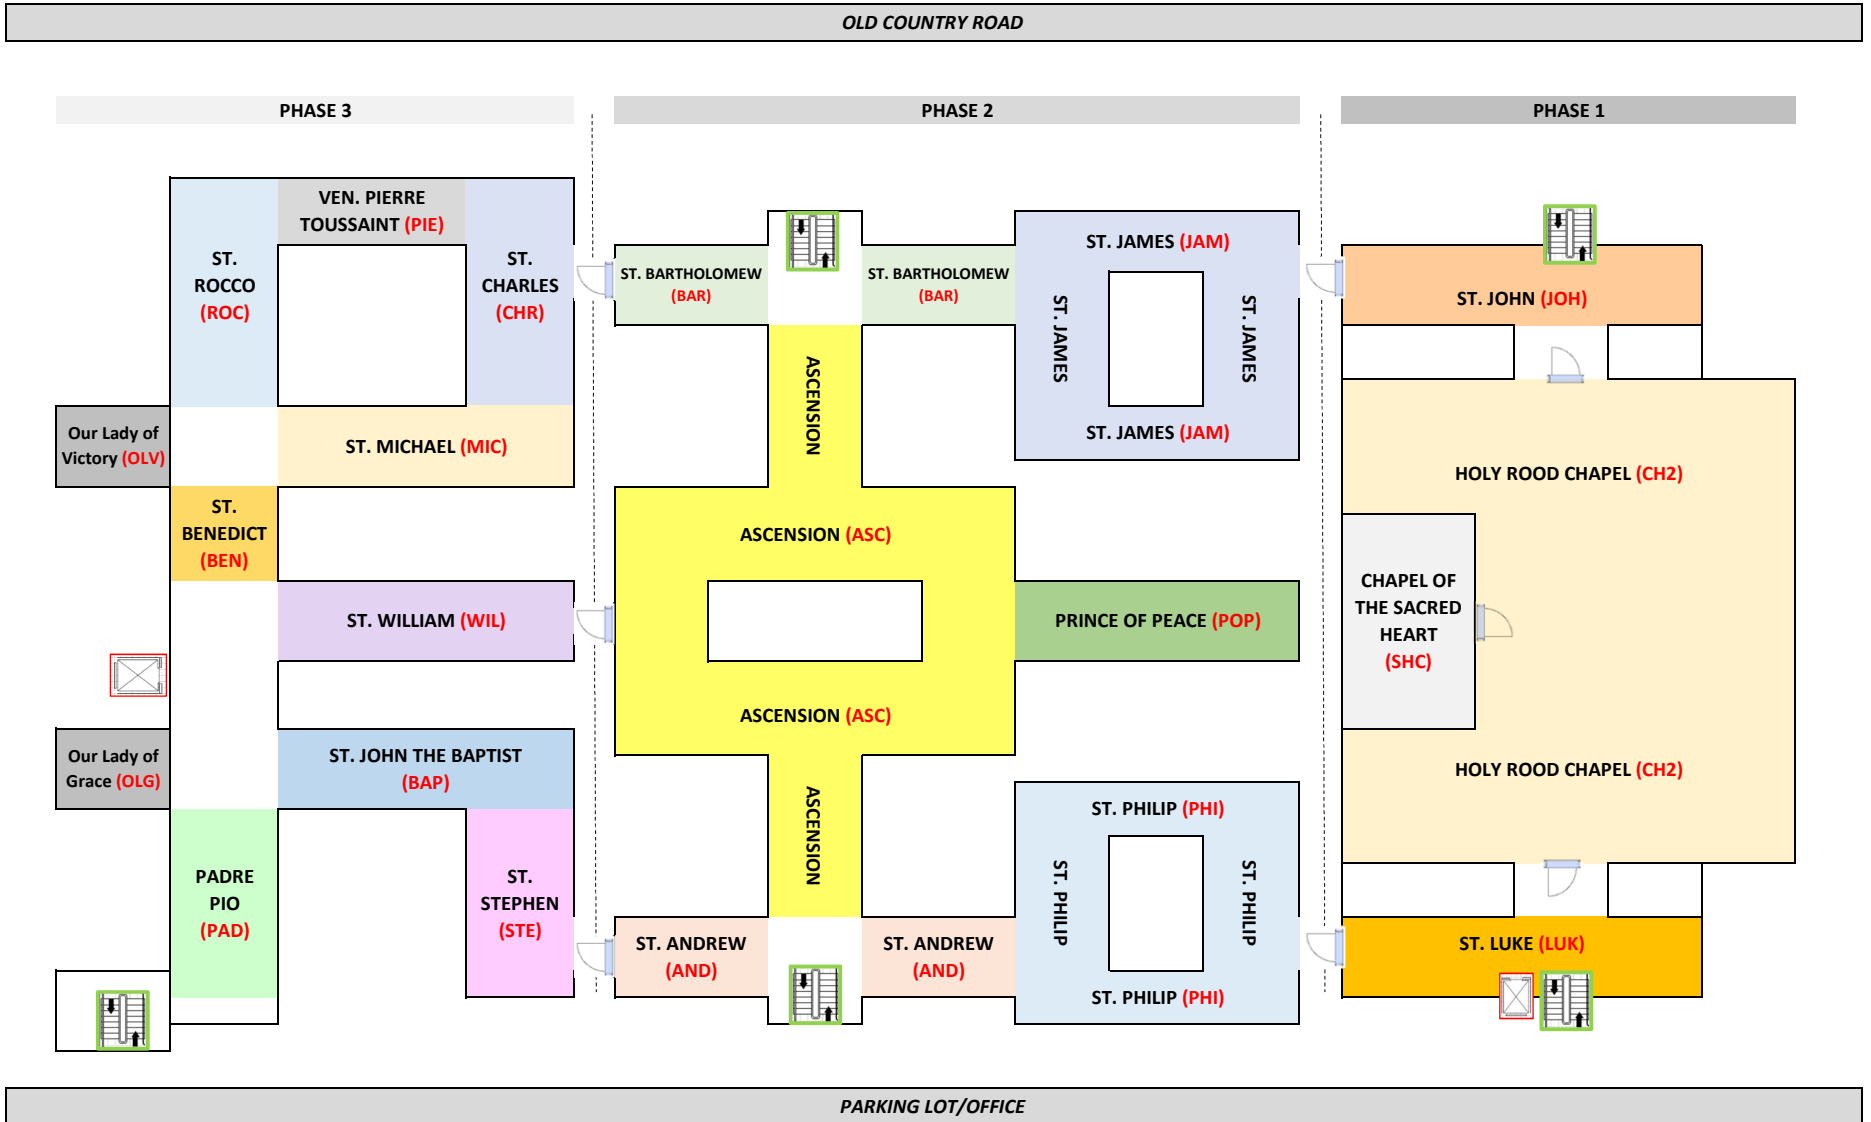 OLD COUNTRY ROAD
PHASE 3
PHASE 2
PHASE 1
VEN. PIERRE
TOUSSAINT (PIE)
ST.
ROCCO
(ROC)
ST.
CHARLES
(CHR)
Our Lady of
Victory (OLV)
ST. MICHAEL (MIC)
ST.
BENEDICT
(BEN)
ST. WILLIAM (WIL)
Our Lady of
Grace (OLG)
ST. JOHN THE BAPTIST
(BAP)
PADRE
PIO
(PAD)
ST.
STEPHEN
(STE)
ST. BARTHOLOMEW
(BAR)
ST. BARTHOLOMEW
(BAR)
ST. JAMES (JAM)
ST. JAMES
ST. JAMES
ST. JAMES (JAM)
ASCENSION
ASCENSION (ASC)
PRINCE OF PEACE (POP)
ASCENSION (ASC)
ASCENSION
ST. PHILIP (PHI)
ST. PHILIP
ST. PHILIP
ST. PHILIP (PHI)
ST. ANDREW
(AND)
ST. ANDREW
(AND)
ST. JOHN (JOH)
HOLY ROOD CHAPEL (CH2)
CHAPEL OF
THE SACRED
HEART
(SHC)
HOLY ROOD CHAPEL (CH2)
ST. LUKE (LUK)
PARKING LOT/OFFICE